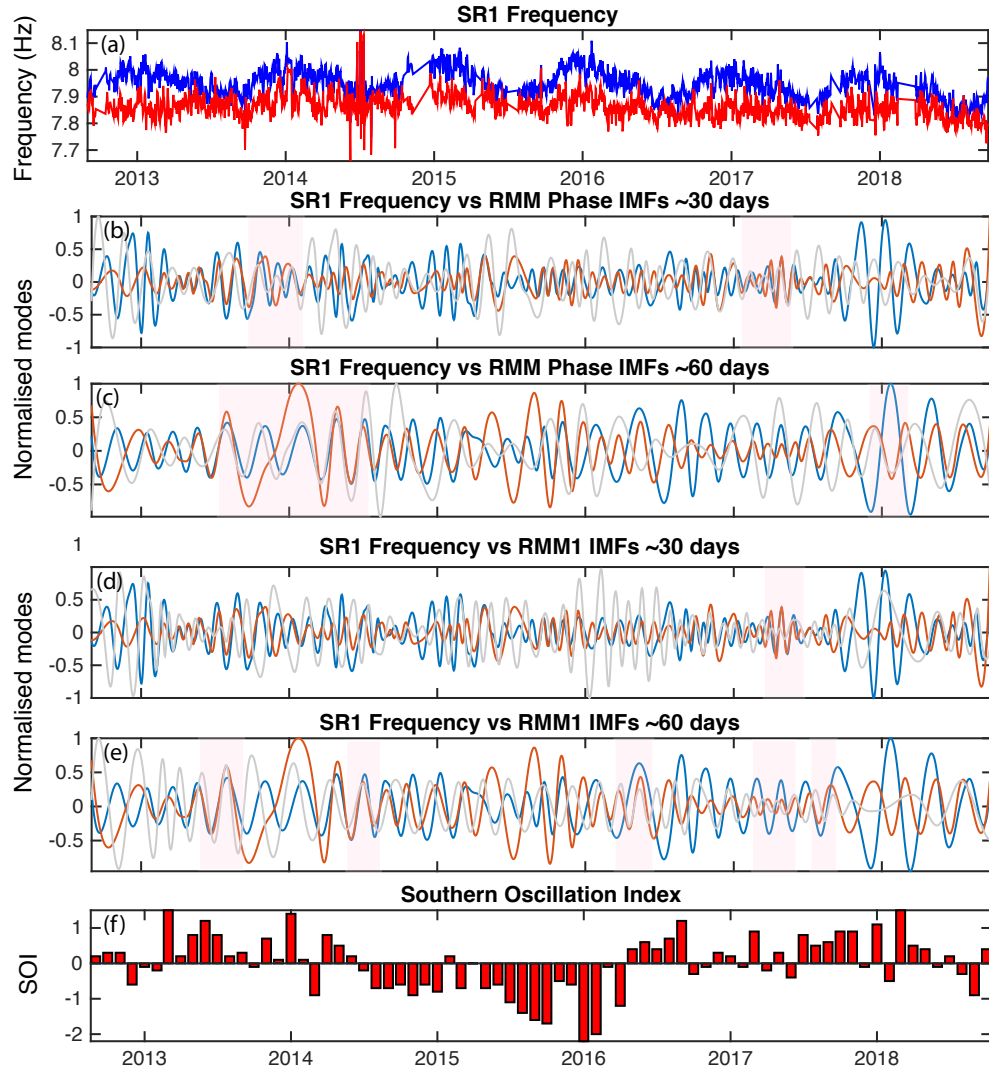 SR1 Frequency
(a)
Frequency (Hz)
8.1
8
7.9
7.8
7.7
2013 2014 2015 2016 2017 2018
SR1 Frequency vs RMM Phase IMFs ~30 days
(b)
1
0.5
0
-0.5
-1
Normalised modes
SR1 Frequency vs RMM Phase IMFs ~60 days
(c)
1
0.5
0
-0.5
1
SR1 Frequency vs RMM1 IMFs ~30 days
(d)
0.5
0
-0.5
-1
Normalised modes
SR1 Frequency vs RMM1 IMFs ~60 days
(e)
1
0.5
0
-0.5
Southern Oscillation Index
(f)
SOI
1
0
-1
-2
2013 2014 2015 2016 2017 2018